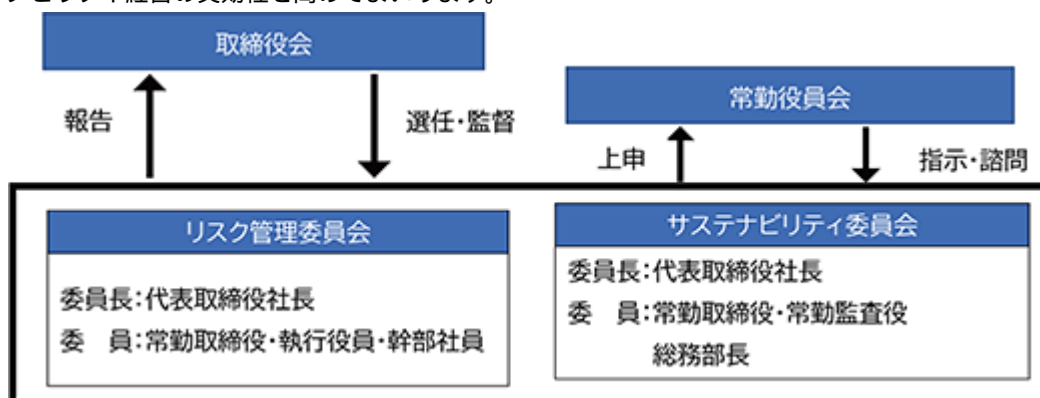 取締役会
報告
選任・監督
常勤役員会
上申
指示・諮問
リスク管理委員会
委員長:代表取締役社長
委　員:常勤取締役・執行役員・幹部社員
サステナビリティ委員会
委員長:代表取締役社長
委　員:常勤取締役・常勤監査役
総務部長